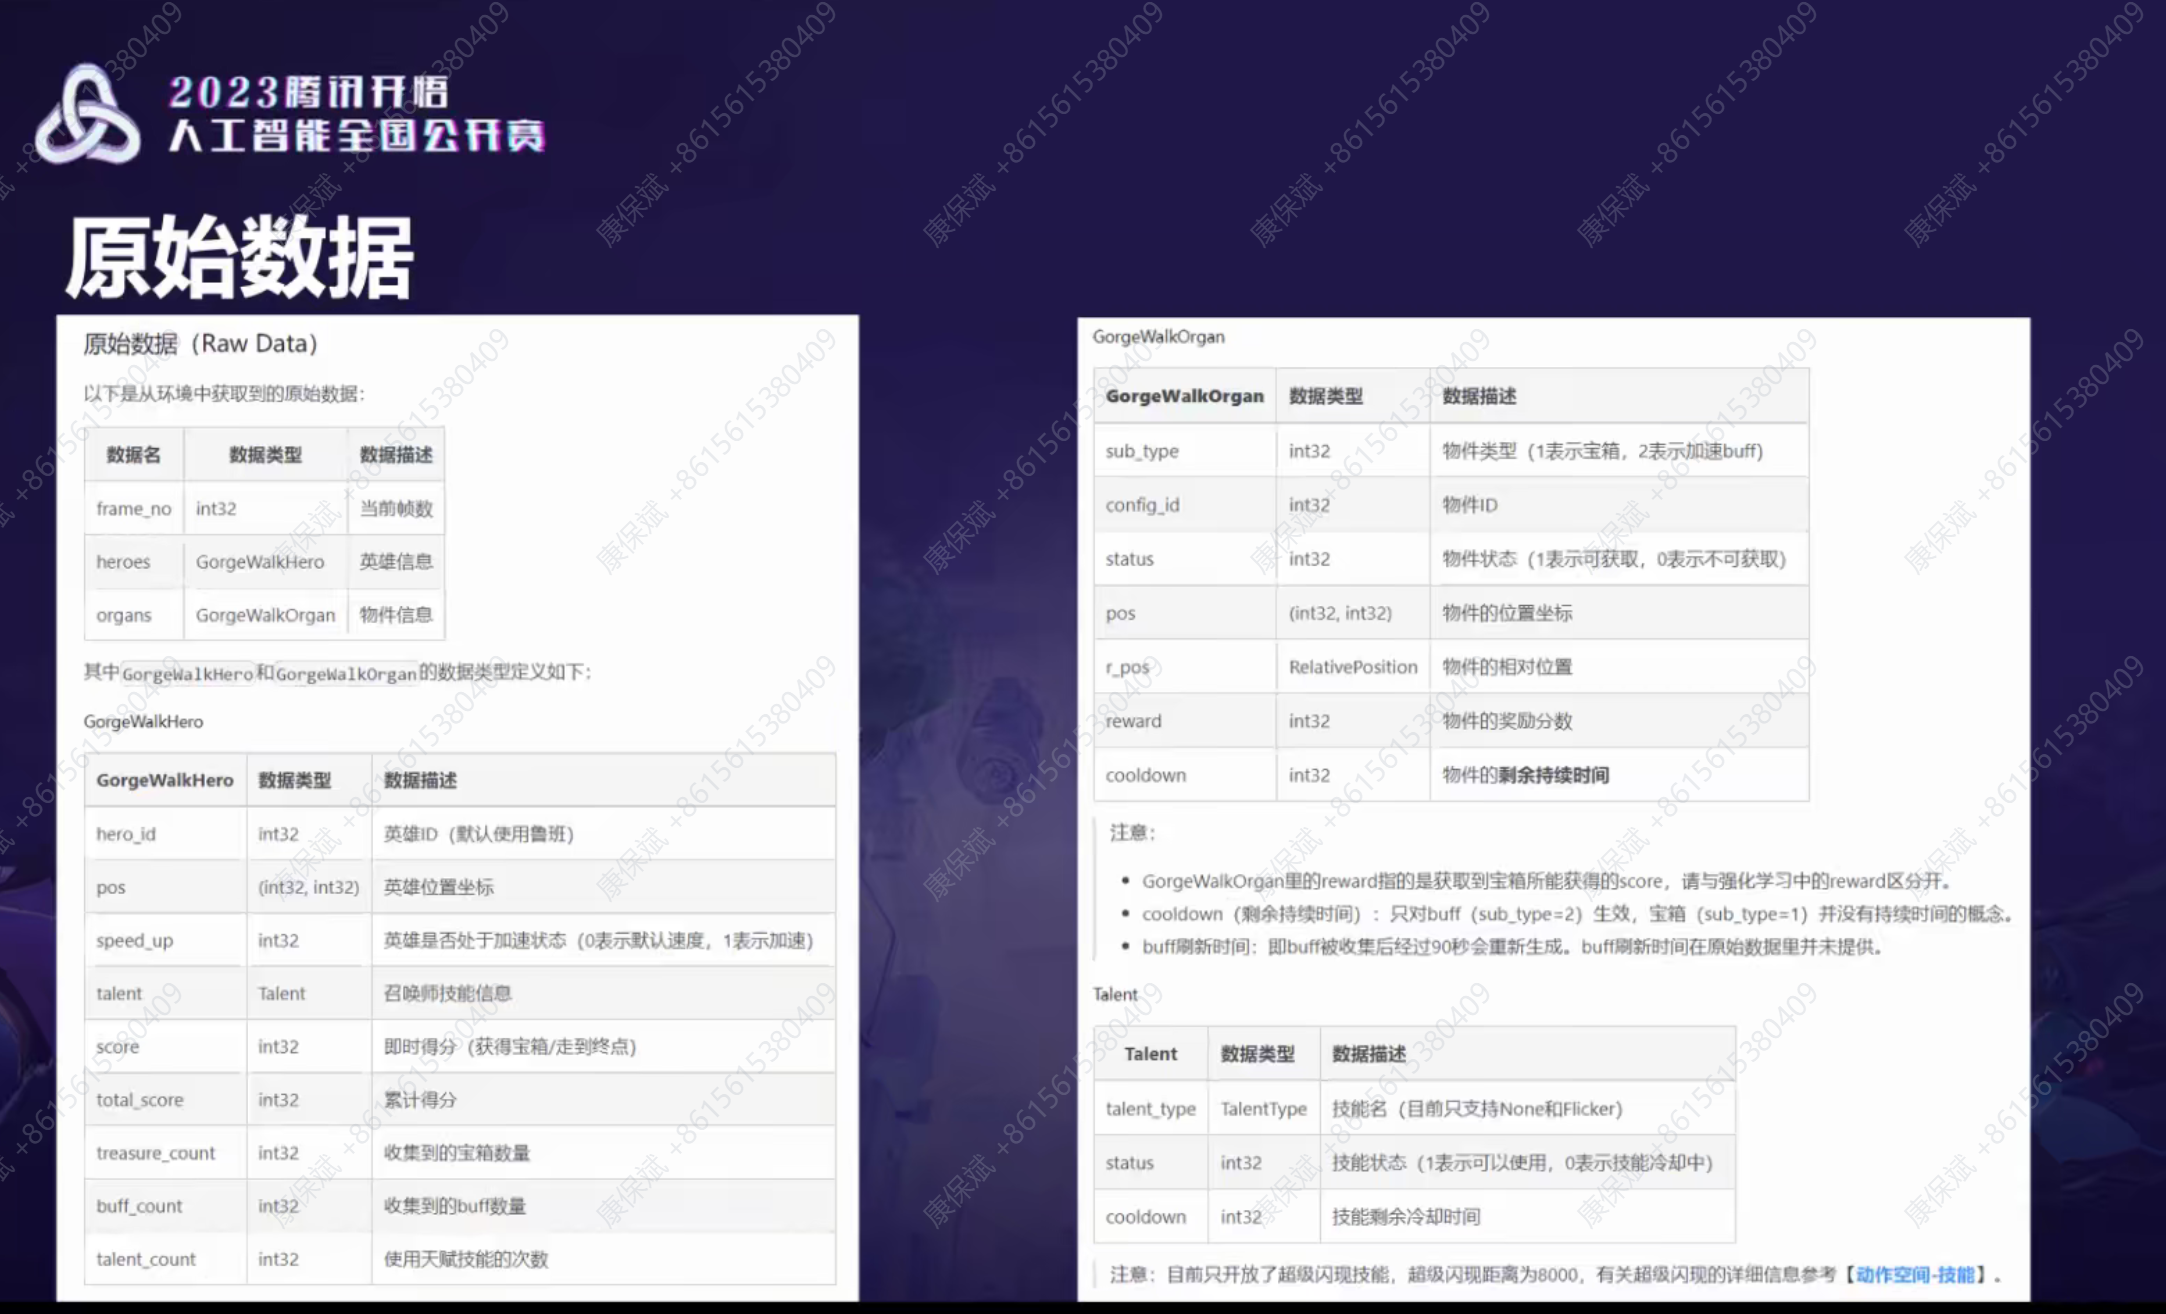 2023腾讯开悟
人工智能全国公开赛
原始数据
原始数据（Raw Data）
以下是从环境中获取到的原始数据：
数据名 数据类型 数据描述
frame_no int32 当前帧数
heroes GorgeWalkHero 英雄信息
organs GorgeWalkOrgan 物件信息
其中GorgeWalkHero和GorgeWalkOrgan的数据类型定义如下：
GorgeWalkHero
GorgeWalkHero 数据类型 数据描述
hero_id int32 英雄ID（默认使用鲁班）
pos (int32, int32) 英雄位置坐标
speed_up int32 英雄是否处于加速状态（0表示默认速度，1表示加速）
talent Talent 召唤师技能信息
score int32 即时得分（获得宝箱/走到终点）
total_score int32 累计得分
treasure_count int32 收集到的宝箱数量
buff_count int32 收集到的buff数量
talent_count int32 使用天赋技能的次数
GorgeWalkOrgan
GorgeWalkOrgan 数据类型 数据描述
sub_type int32 物件类型（1表示宝箱，2表示加速buff)
config_id int32 物件ID
status int32 物件状态（1表示可获取，0表示不可获取）
pos (int32, int32) 物件的位置坐标
r_pos RelativePosition 物件的相对位置
reward int32 物件的奖励分数
cooldown int32 物件的剩余持续时间
注意：
• GorgeWalkOrgan里的reward指的是获取到宝箱所能获得的score，请与强化学习中的reward区分开。
• cooldown（剩余持续时间）：只对buff（sub_type=2）生效，宝箱（sub_type=1）并没有持续时间的概念。
• buff刷新时间：即buff被收集后经过90秒会重新生成。buff刷新时间在原始数据里并未提供。
Talent
Talent 数据类型 数据描述
talent_type TalentType 技能名（目前只支持None和Flicker）
status int32 技能状态（1表示可以使用，0表示技能冷却中）
cooldown int32 技能剩余冷却时间
注意：目前只开放了超级闪现技能，超级闪现距离为8000，有关超级闪现的详细信息参考【动作空间-技能】。
康保斌 +8615615380409